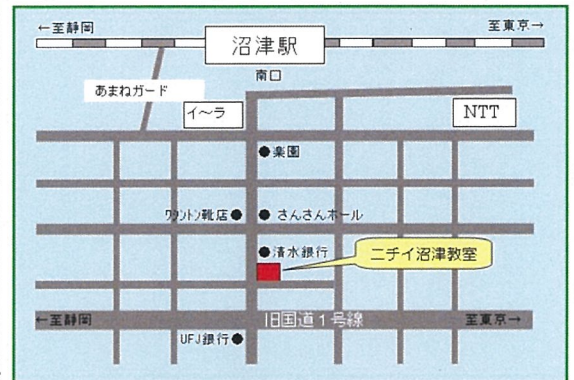 ←至静岡
至東京→
沼津駅
南口
あまねガード
イ～ラ
NTT
●楽園
ワシントン靴店●
●さんさんホール
●清水銀行
ニチイ沼津教室
←至静岡
旧国道１号線
至東京→
UFJ銀行●